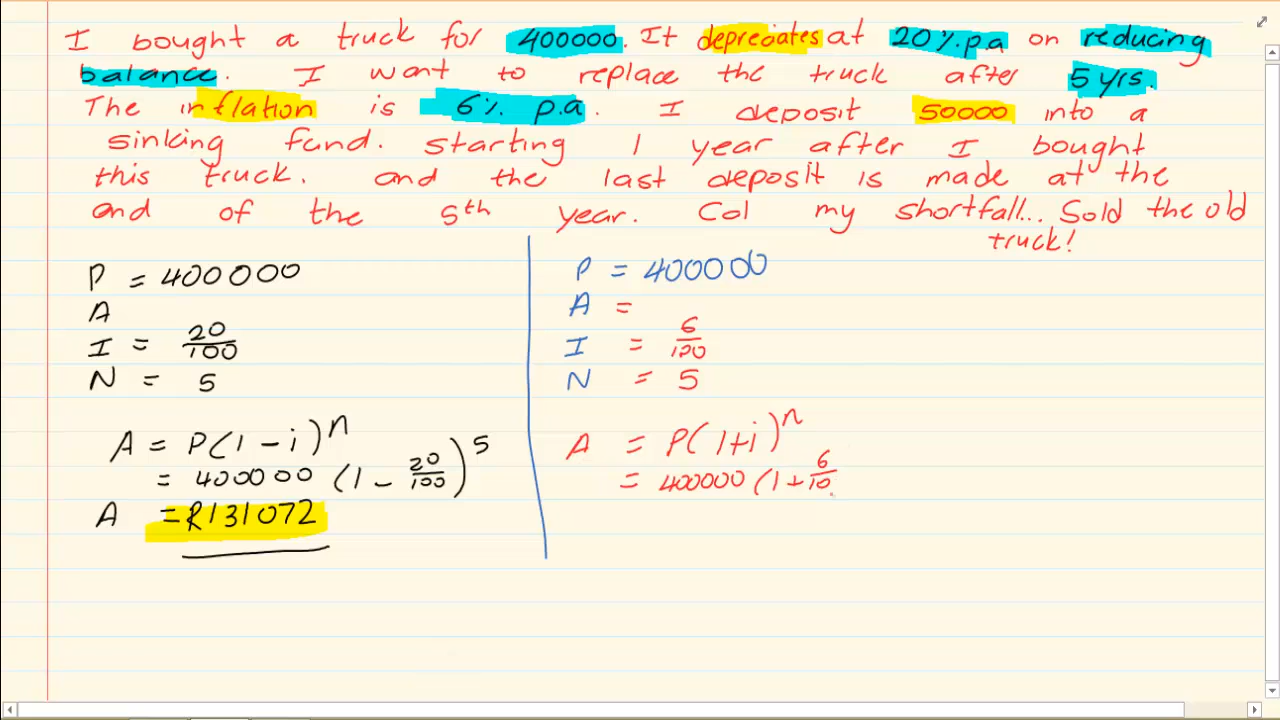 I bought a truck for 400000. It depreciates at 20%.p.a on reducing
balance. I want to replace the truck after 5 yrs.
The inflation is 6% p.a. I deposit 50000 into a
sinking fund. starting 1 year after I bought
this truck. and the last deposit is made at the
end of the 5th year. Cal my shortfall... Sold the old
truck!
P = 400000
A
I = 20/100
N = 5
A = P(1 - i)^n
= 400000 (1 - 20/100)^5
A = R131072
P = 400000
A =
I = 6/100
N = 5
A = P(1+i)^n
= 400000 (1 + 6/10